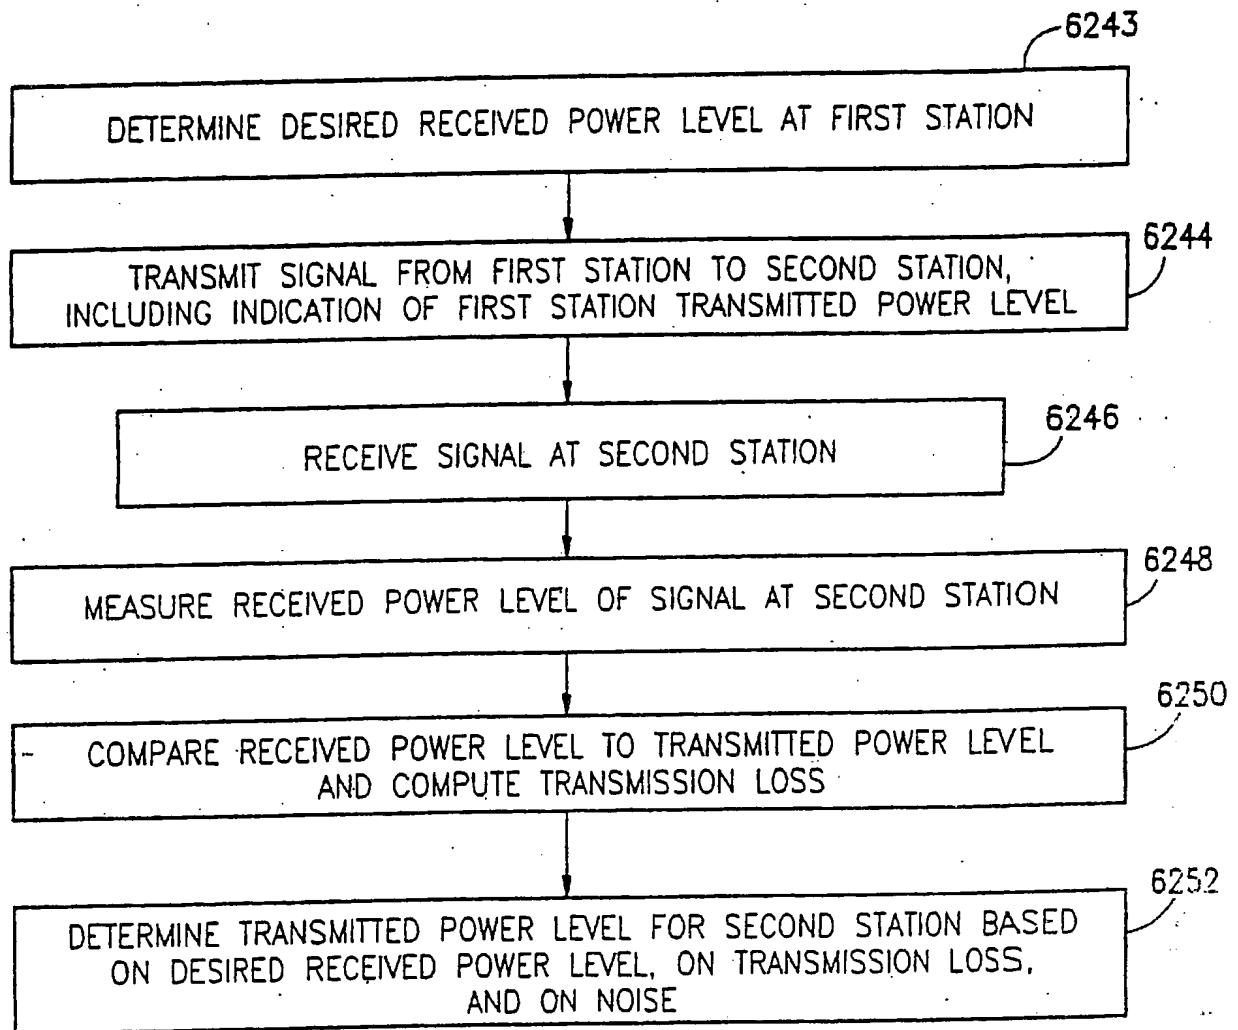 6243
DETERMINE DESIRED RECEIVED POWER LEVEL AT FIRST STATION
6244
TRANSMIT SIGNAL FROM FIRST STATION TO SECOND STATION,
INCLUDING INDICATION OF FIRST STATION TRANSMITTED POWER LEVEL
6246
RECEIVE SIGNAL AT SECOND STATION
6248
MEASURE RECEIVED POWER LEVEL OF SIGNAL AT SECOND STATION
6250
COMPARE RECEIVED POWER LEVEL TO TRANSMITTED POWER LEVEL
AND COMPUTE TRANSMISSION LOSS
6252
DETERMINE TRANSMITTED POWER LEVEL FOR SECOND STATION BASED
ON DESIRED RECEIVED POWER LEVEL, ON TRANSMISSION LOSS,
AND ON NOISE